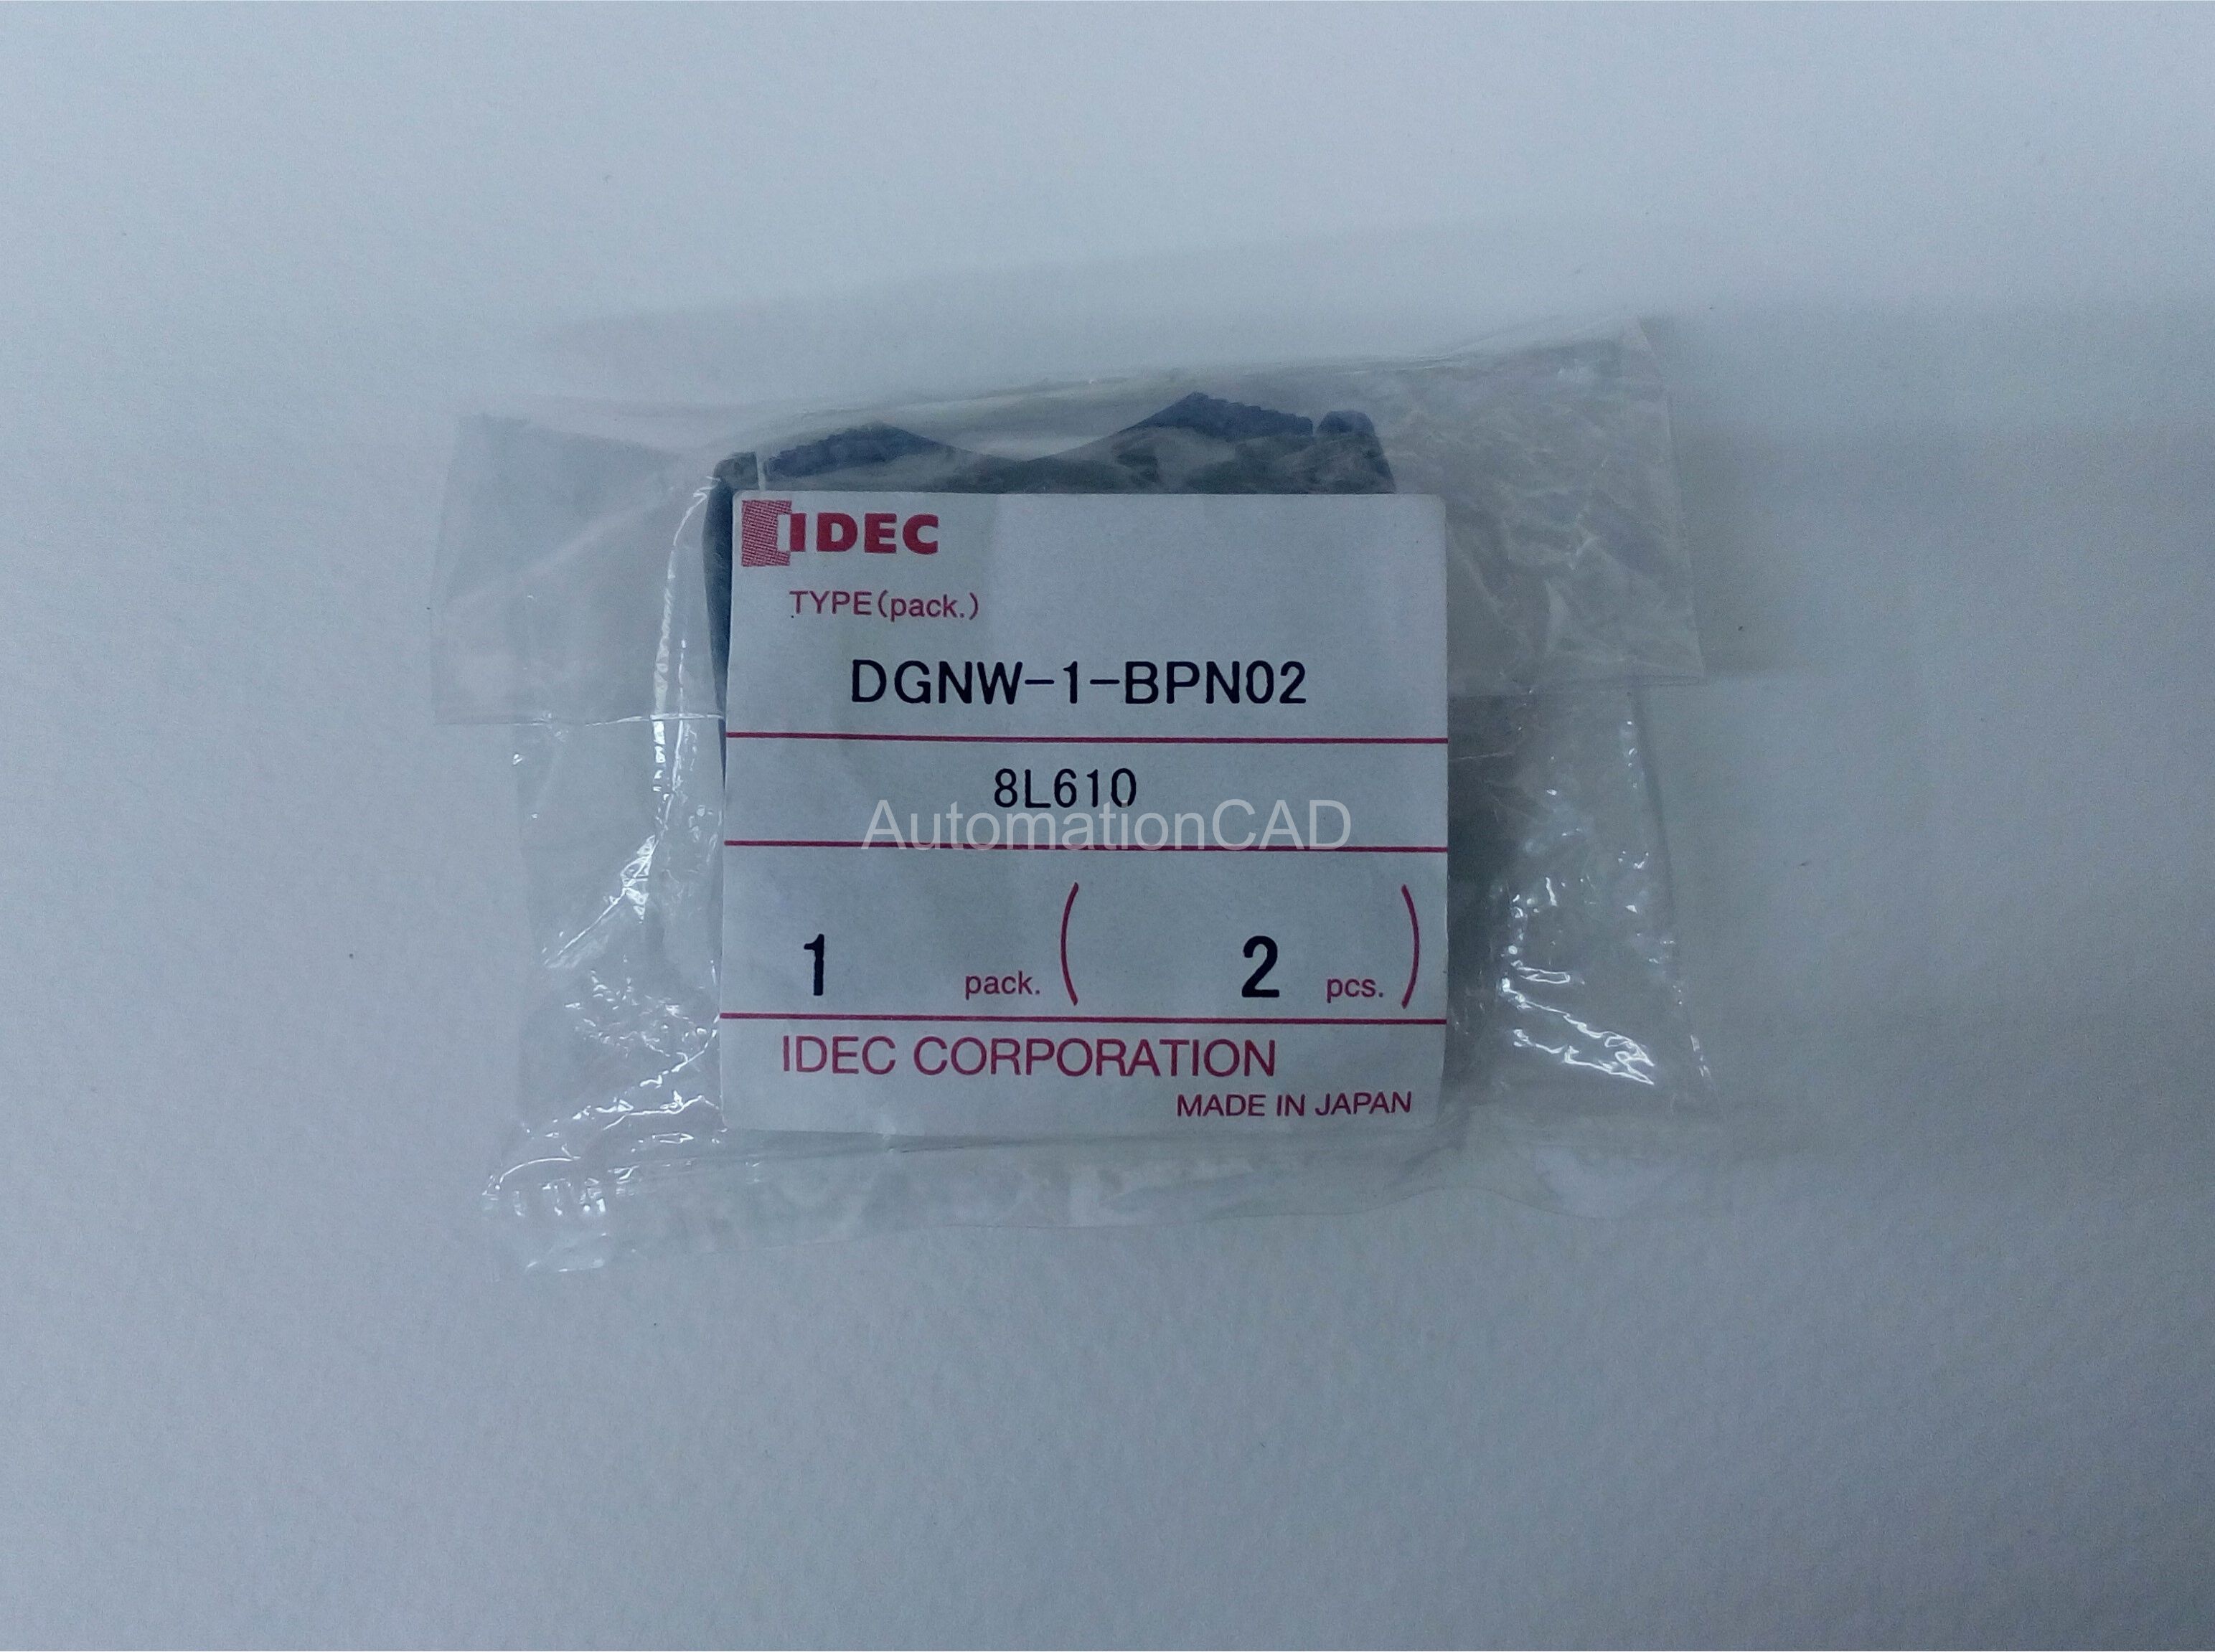 IDEC
TYPE(pack.)
DGNW-1-BPN02
8L610
AutomationCAD
1 pack. ( 2 pcs. )
IDEC CORPORATION
MADE IN JAPAN